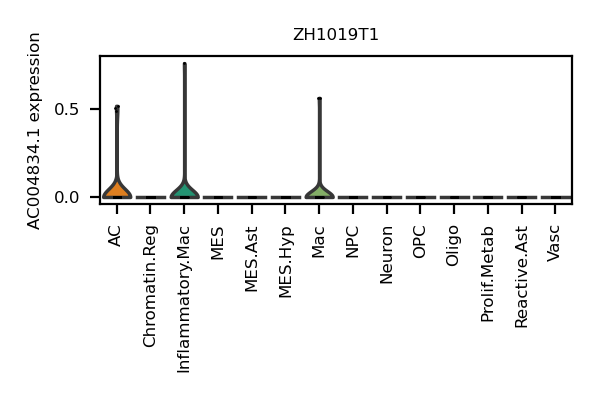 ZH1019T1
AC004834.1 expression
0.5
0.0
AC
Chromatin.Reg
Inflammatory.Mac
MES
MES.Ast
MES.Hyp
Mac
NPC
Neuron
OPC
Oligo
Prolif.Metab
Reactive.Ast
Vasc